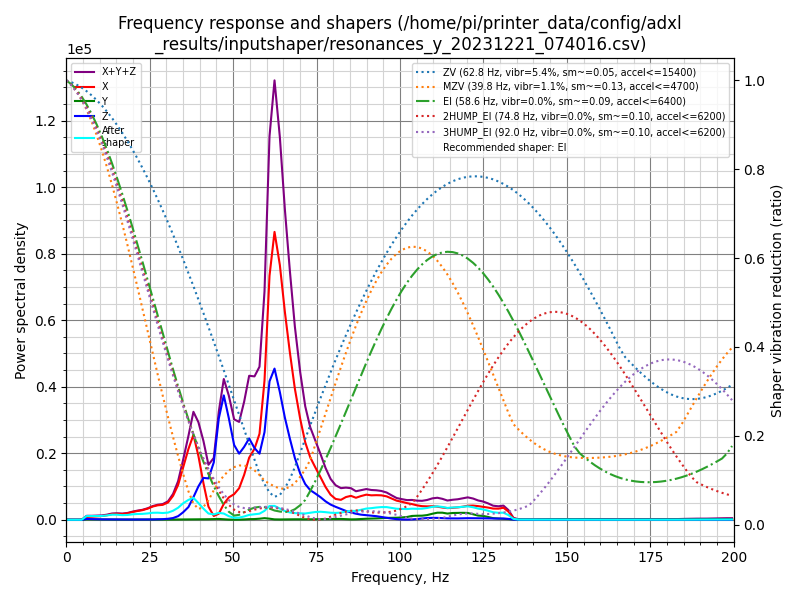 Frequency response and shapers (/home/pi/printer_data/config/adxl
_results/inputshaper/resonances_y_20231221_074016.csv)
1e5
X+Y+Z
X
Y
Z
After
shaper
ZV (62.8 Hz, vibr=5.4%, sm~=0.05, accel<=15400)
MZV (39.8 Hz, vibr=1.1%, sm~=0.13, accel<=4700)
EI (58.6 Hz, vibr=0.0%, sm~=0.09, accel<=6400)
2HUMP_EI (74.8 Hz, vibr=0.0%, sm~=0.10, accel<=6200)
3HUMP_EI (92.0 Hz, vibr=0.0%, sm~=0.10, accel<=6200)
Recommended shaper: EI
Power spectral density
1.2
1.0
0.8
0.6
0.4
0.2
0.0
Shaper vibration reduction (ratio)
1.0
0.8
0.6
0.4
0.2
0.0
0 25 50 75 100 125 150 175 200
Frequency, Hz